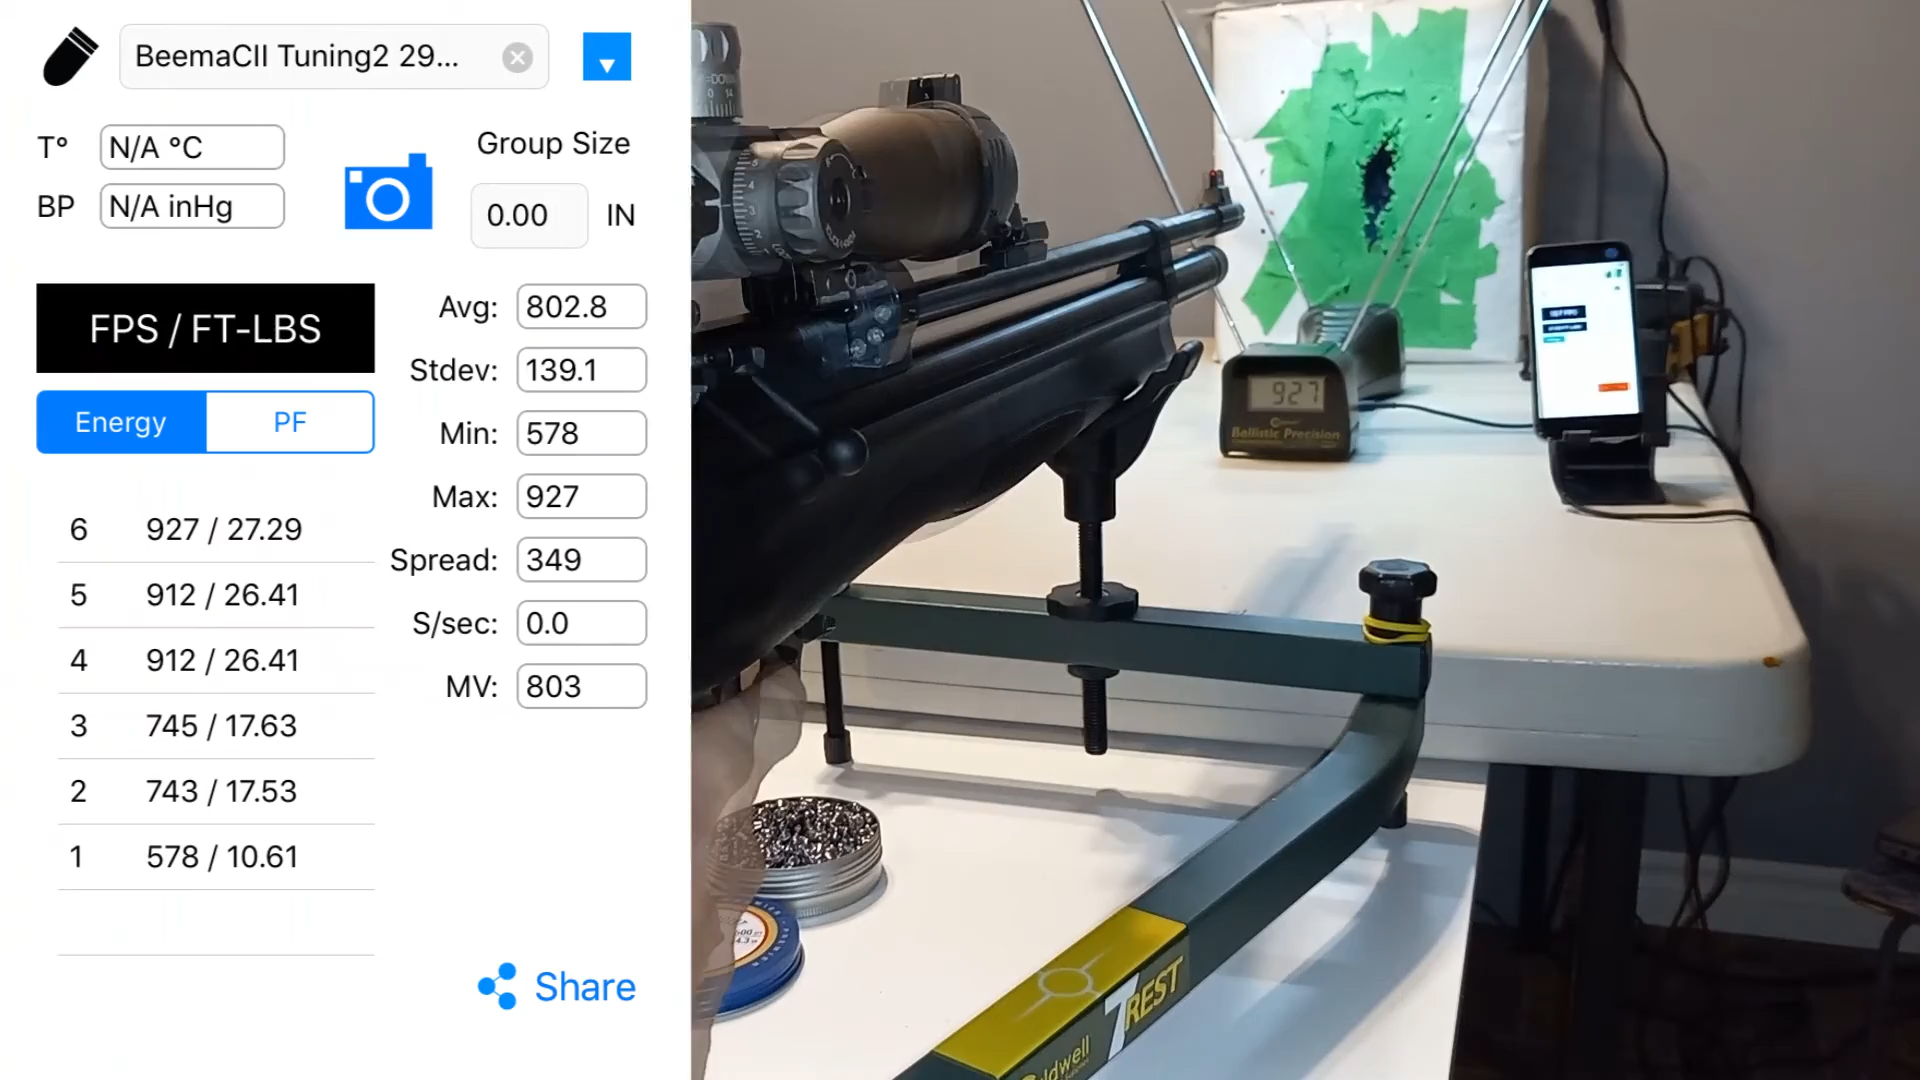 BeemaCII Tuning2 29...
T° N/A °C
BP N/A inHg
Group Size
0.00 IN
FPS / FT-LBS
Energy PF
Avg: 802.8
Stdev: 139.1
Min: 578
Max: 927
Spread: 349
S/sec: 0.0
MV: 803
6 927 / 27.29
5 912 / 26.41
4 912 / 26.41
3 745 / 17.63
2 743 / 17.53
1 578 / 10.61
Share
927
Ballistic Precision
7 REST